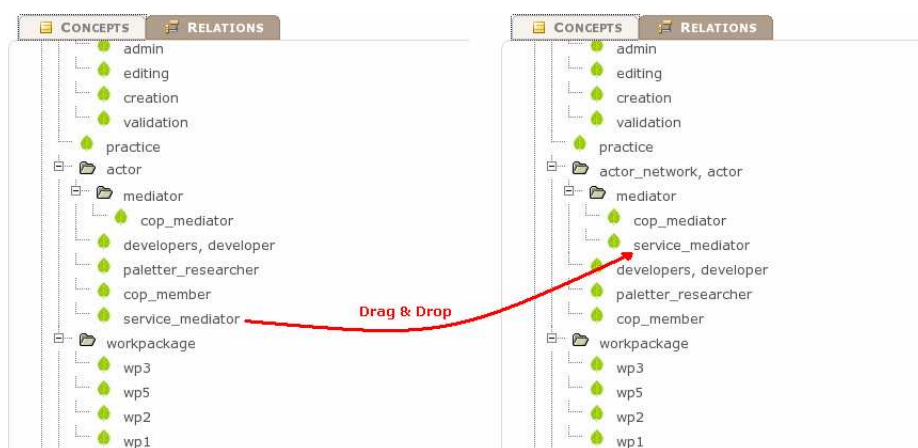 CONCEPTS RELATIONS
admin
editing
creation
validation
practice
actor
mediator
cop_mediator
developers, developer
paletter_researcher
cop_member
service_mediator
workpackage
wp3
wp5
wp2
wp1
Drag & Drop
CONCEPTS RELATIONS
admin
editing
creation
validation
practice
actor_network, actor
mediator
cop_mediator
service_mediator
developers, developer
paletter_researcher
cop_member
workpackage
wp3
wp5
wp2
wp1